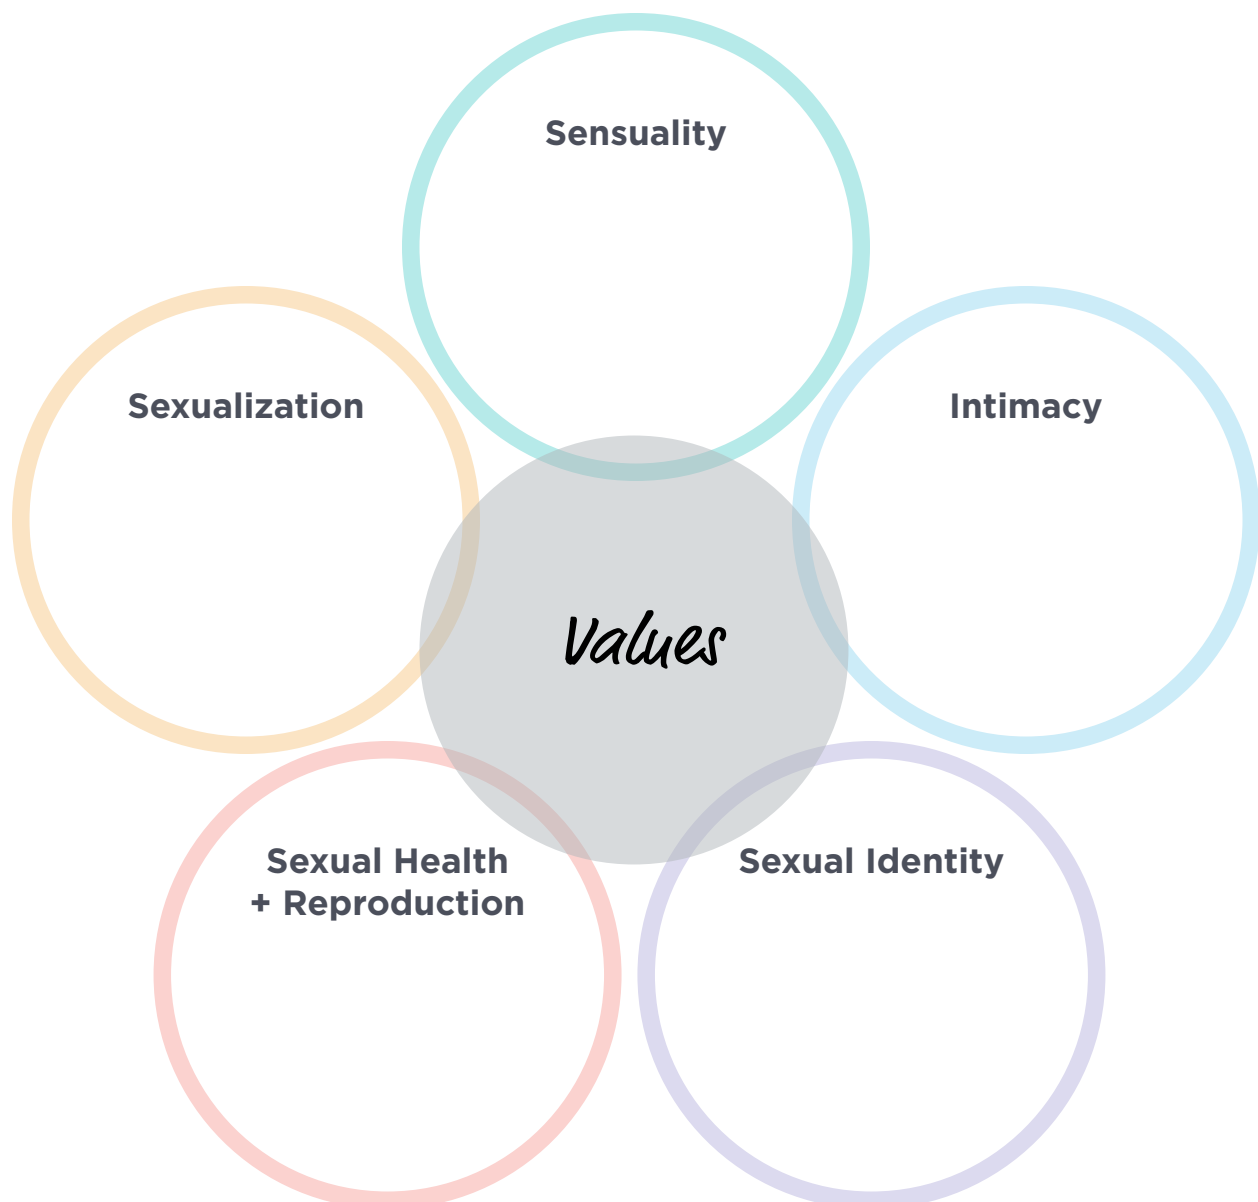 Sensuality
Sexualization
Intimacy
Values
Sexual Health
+ Reproduction
Sexual Identity